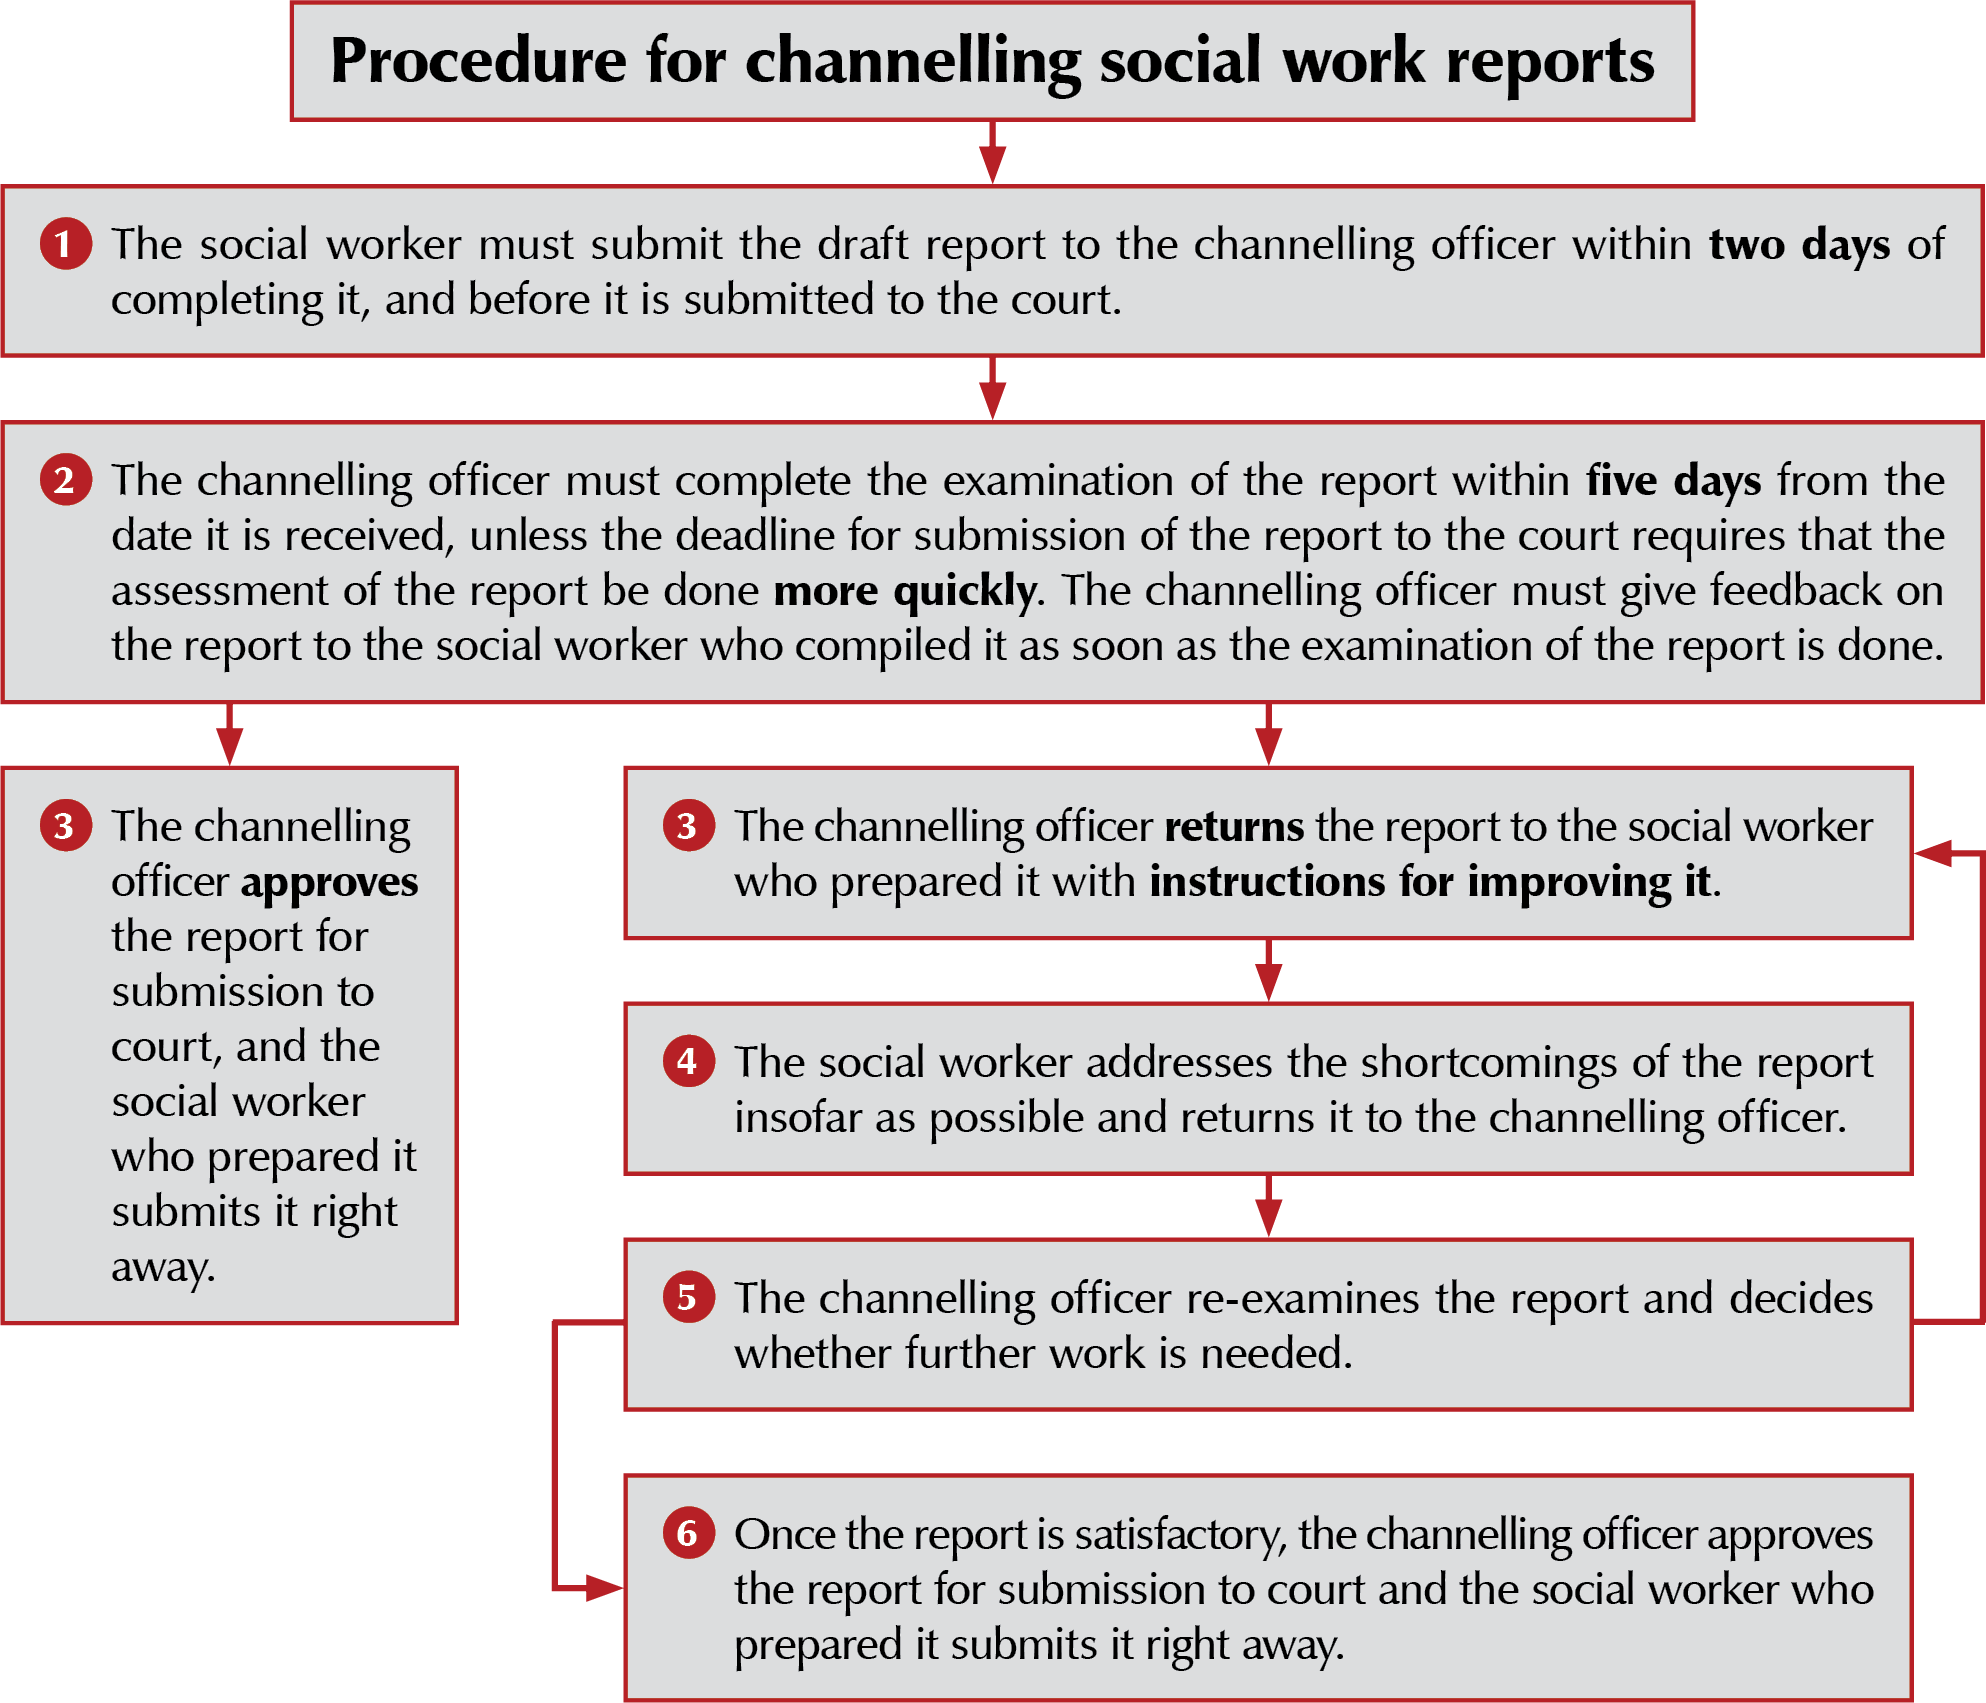 Procedure for channelling social work reports
1 The social worker must submit the draft report to the channelling officer within two days of
completing it, and before it is submitted to the court.
2 The channelling officer must complete the examination of the report within five days from the
date it is received, unless the deadline for submission of the report to the court requires that the
assessment of the report be done more quickly. The channelling officer must give feedback on
the report to the social worker who compiled it as soon as the examination of the report is done.
3 The channelling
officer approves
the report for
submission to
court, and the
social worker
who prepared it
submits it right
away.
3 The channelling officer returns the report to the social worker
who prepared it with instructions for improving it.
4 The social worker addresses the shortcomings of the report
insofar as possible and returns it to the channelling officer.
5 The channelling officer re-examines the report and decides
whether further work is needed.
6 Once the report is satisfactory, the channelling officer approves
the report for submission to court and the social worker who
prepared it submits it right away.